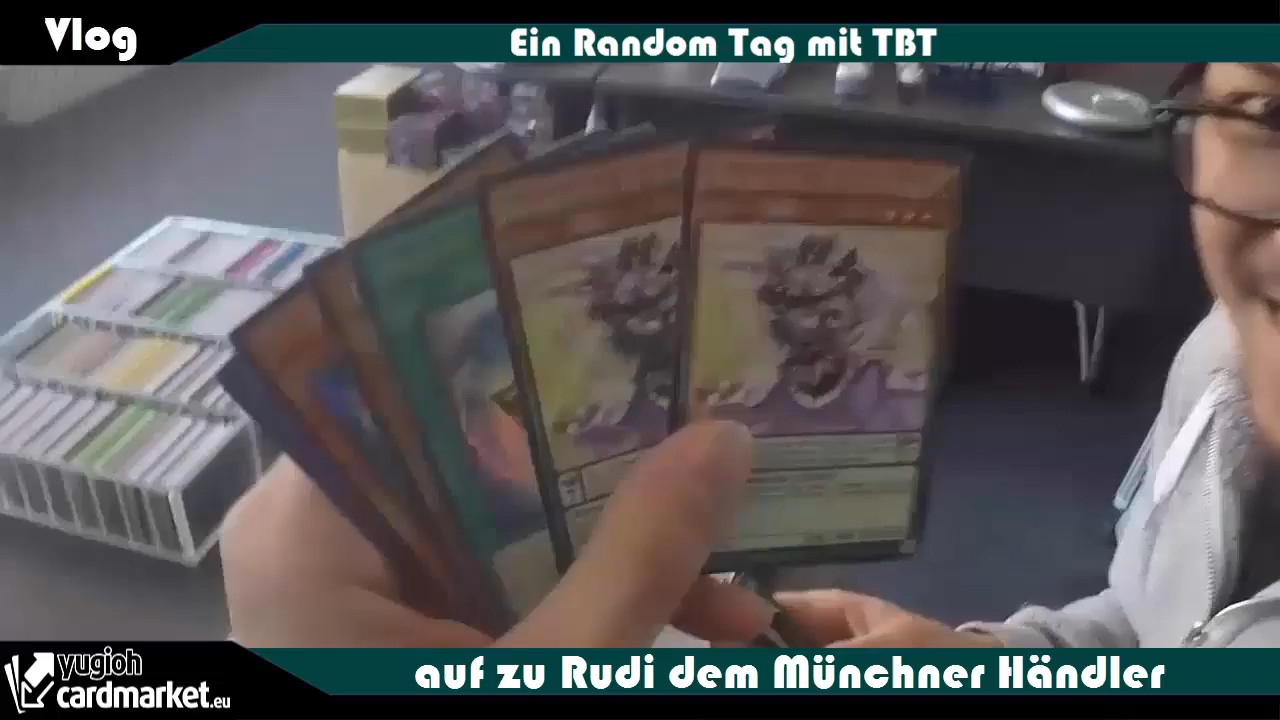 Vlog
Ein Random Tag mit TBT
auf zu Rudi dem Münchner Händler
yugioh
cardmarket.eu